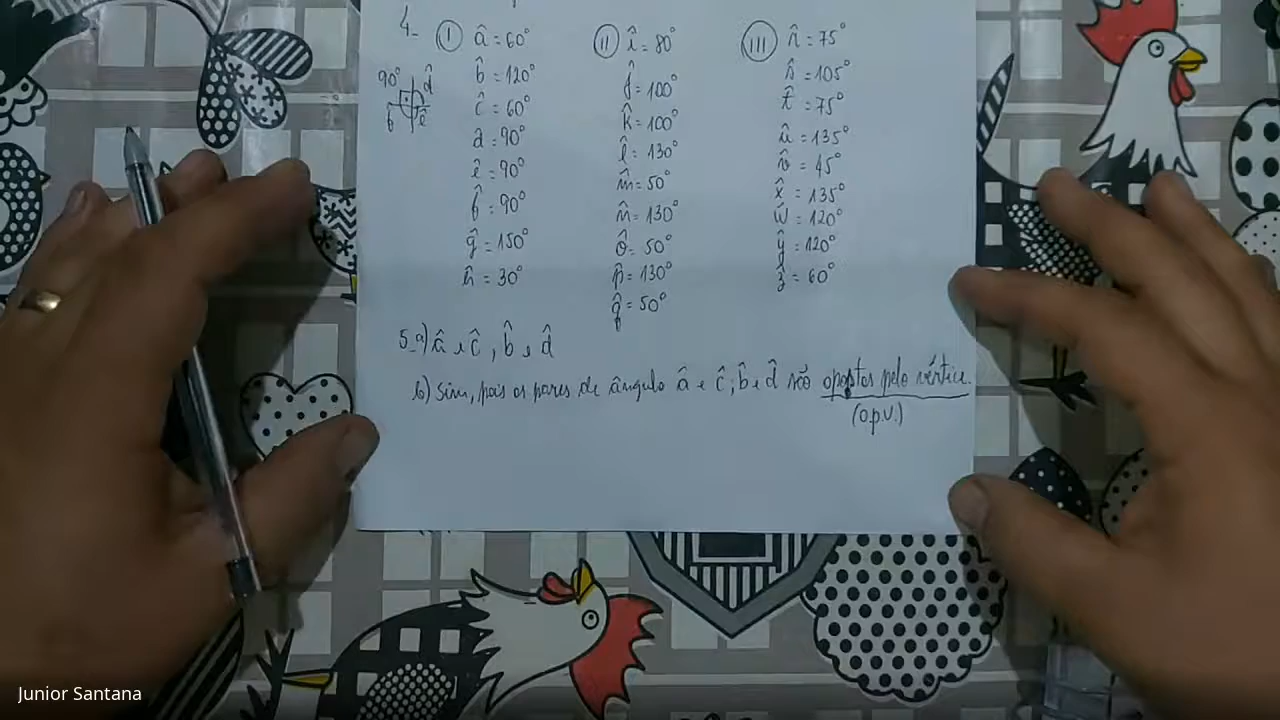 4-
I â = 60°
b̂ = 120°
ĉ = 60°
d = 90°
ê = 90°
f̂ = 90°
ĝ = 150°
ĥ = 30°
90° d̂
f ê
II î = 80°
ĵ = 100°
k̂ = 100°
l̂ = 130°
m̂ = 50°
n̂ = 130°
ô = 50°
p̂ = 130°
q̂ = 50°
III r̂ = 75°
ŝ = 105°
t̂ = 75°
û = 135°
v̂ = 45°
x̂ = 135°
ŵ = 120°
ŷ = 120°
ẑ = 60°
5-a) â e ĉ, b̂ e d̂
b) Sim, pois os pares de ângulo â e ĉ; b̂ e d̂ são opostos pelo vértice.
(o.p.v.)
Junior Santana